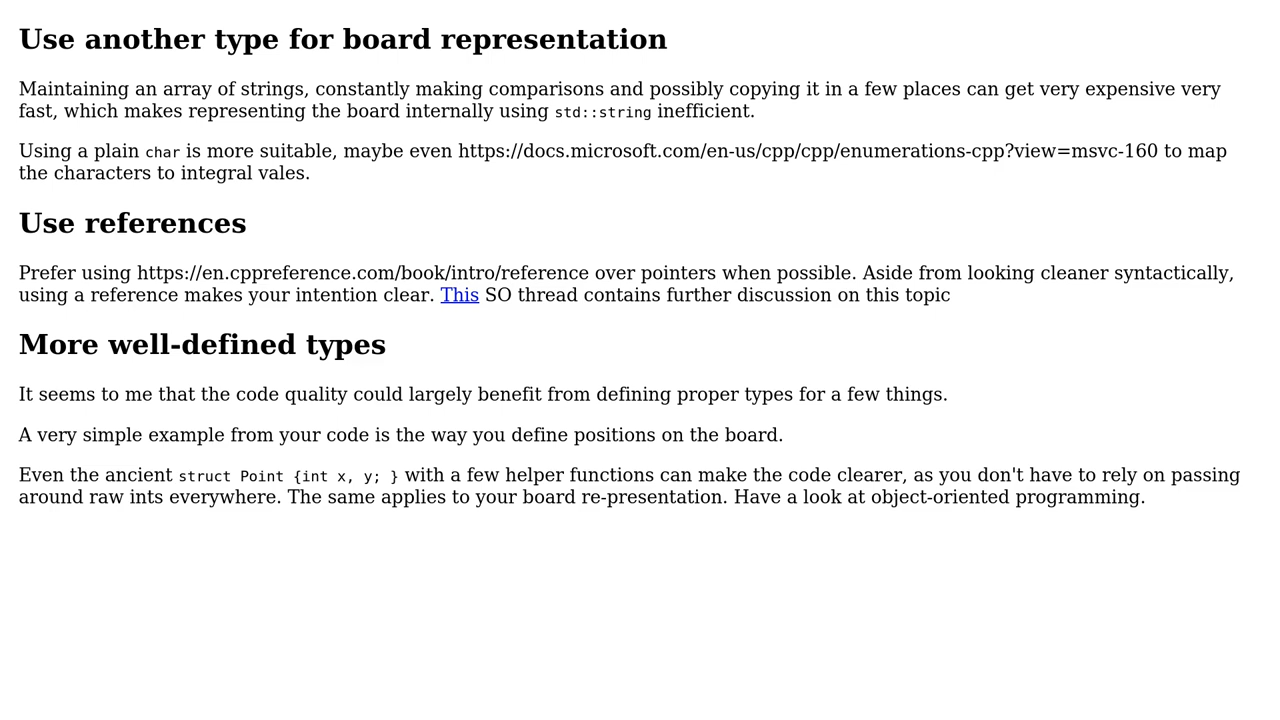 Use another type for board representation
Maintaining an array of strings, constantly making comparisons and possibly copying it in a few places can get very expensive very
fast, which makes representing the board internally using std::string inefficient.
Using a plain char is more suitable, maybe even https://docs.microsoft.com/en-us/cpp/cpp/enumerations-cpp?view=msvc-160 to map
the characters to integral vales.
Use references
Prefer using https://en.cppreference.com/book/intro/reference over pointers when possible. Aside from looking cleaner syntactically,
using a reference makes your intention clear. This SO thread contains further discussion on this topic
More well-defined types
It seems to me that the code quality could largely benefit from defining proper types for a few things.
A very simple example from your code is the way you define positions on the board.
Even the ancient struct Point {int x, y; } with a few helper functions can make the code clearer, as you don't have to rely on passing
around raw ints everywhere. The same applies to your board re-presentation. Have a look at object-oriented programming.